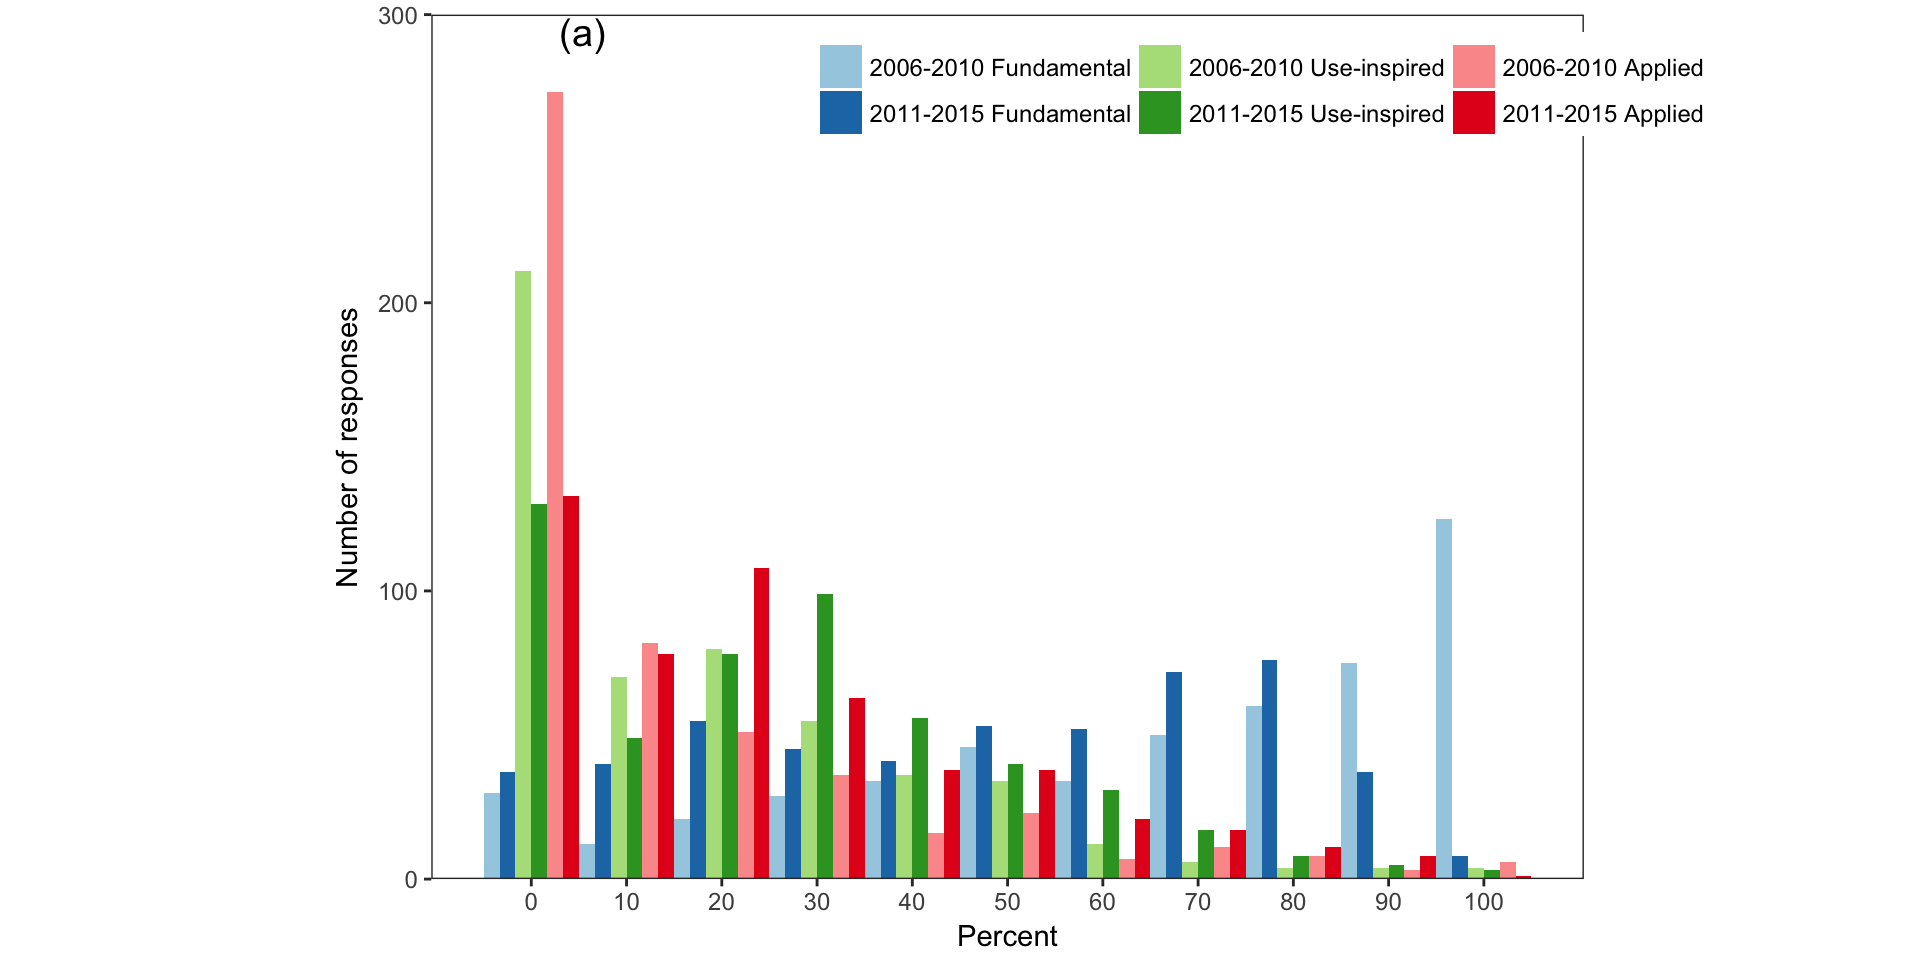 (a)
2006-2010 Fundamental 2006-2010 Use-inspired 2006-2010 Applied
2011-2015 Fundamental 2011-2015 Use-inspired 2011-2015 Applied
Number of responses
300
200
100
0
0 10 20 30 40 50 60 70 80 90 100
Percent